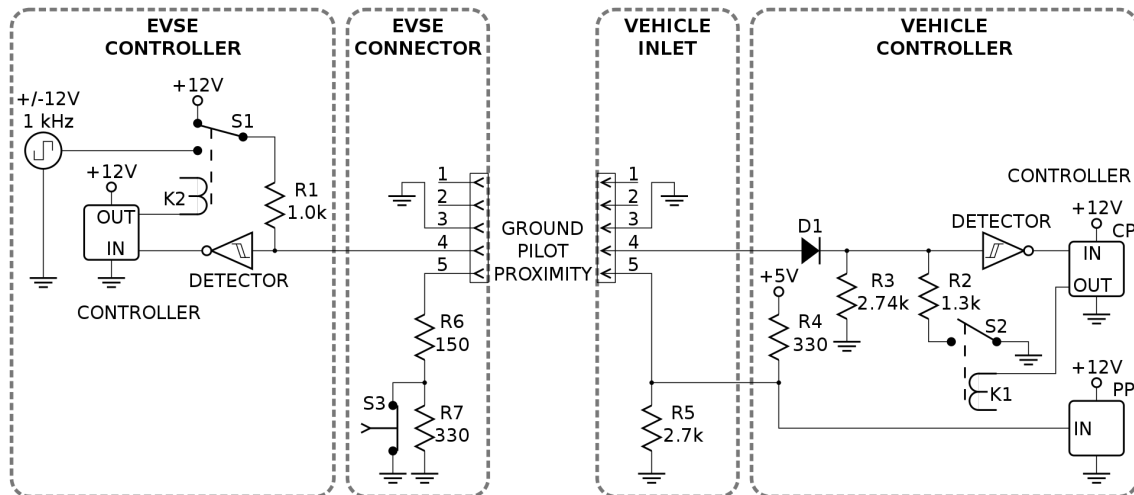 EVSE
CONTROLLER
EVSE
CONNECTOR
VEHICLE
INLET
VEHICLE
CONTROLLER
+12V
+/-12V
1 kHz
S1
+12V
K2
R1
1.0k
OUT
IN
DETECTOR
CONTROLLER
1
2
3
4
5
GROUND
PILOT
PROXIMITY
1
2
3
4
5
R6
150
S3
R7
330
R5
2.7k
CONTROLLER
+12V
CP
DETECTOR
IN
OUT
D1
+5V
R4
330
R3
2.74k
R2
1.3k
S2
K1
+12V
PP
IN